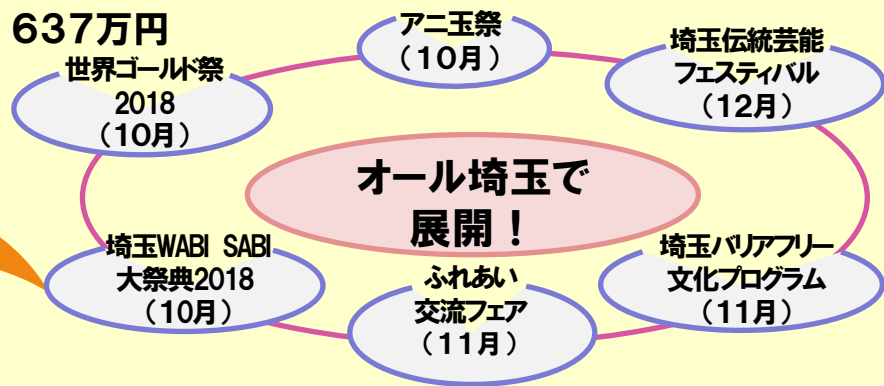 637万円
世界ゴールド祭
2018
(10月)
アニ玉祭
(10月)
埼玉伝統芸能
フェスティバル
(12月)
オール埼玉で
展開!
埼玉WABI SABI
大祭典2018
(10月)
ふれあい
交流フェア
(11月)
埼玉バリアフリー
文化プログラム
(11月)